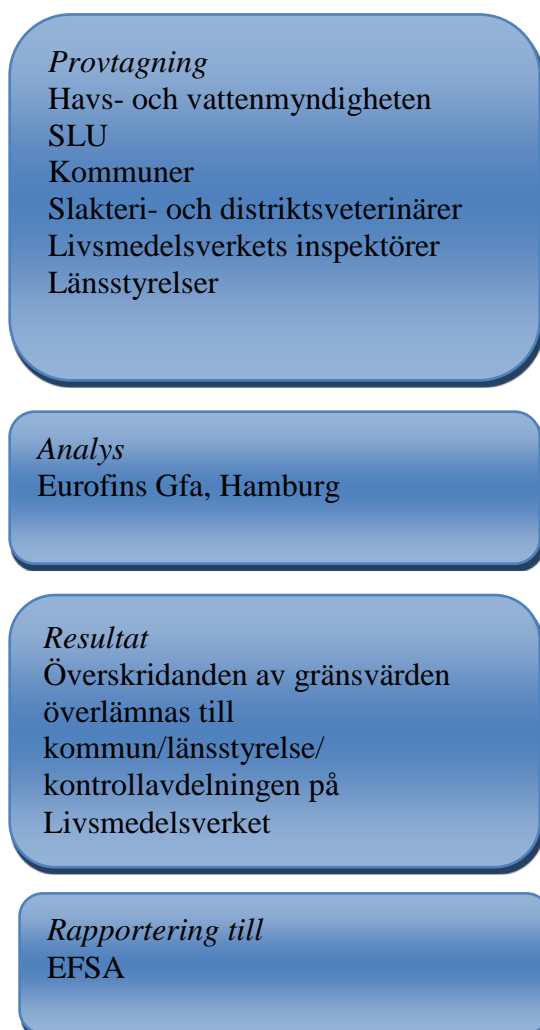 Provtagning
Havs- och vattenmyndigheten
SLU
Kommuner
Slakteri- och distriktsveterinärer
Livsmedelsverkets inspektörer
Länsstyrelser
Analys
Eurofins Gfa, Hamburg
Resultat
Överskridanden av gränsvärden
överlämnas till
kommun/länsstyrelse/
kontrollavdelningen på
Livsmedelsverket
Rapportering till
EFSA